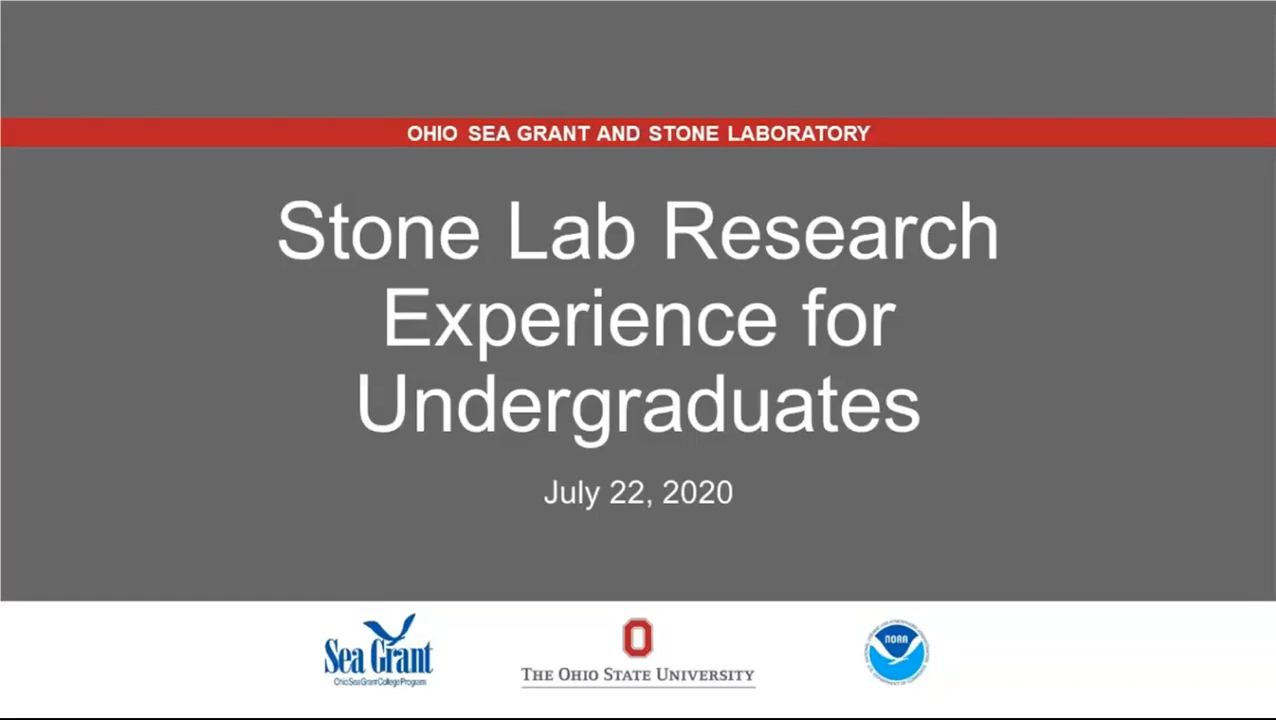 OHIO SEA GRANT AND STONE LABORATORY
Stone Lab Research
Experience for
Undergraduates
July 22, 2020
Sea Grant
Ohio Sea Grant College Program
O
THE OHIO STATE UNIVERSITY
NOAA